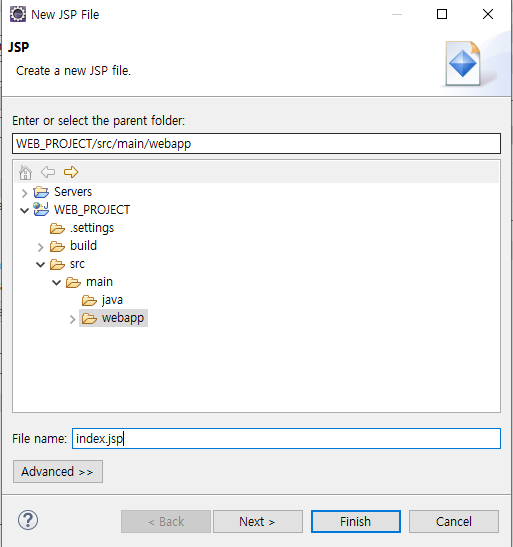 New JSP File
JSP
Create a new JSP file.
Enter or select the parent folder:
WEB_PROJECT/src/main/webapp
Servers
WEB_PROJECT
.settings
build
src
main
java
webapp
File name: index.jsp
Advanced >>
? < Back Next > Finish Cancel